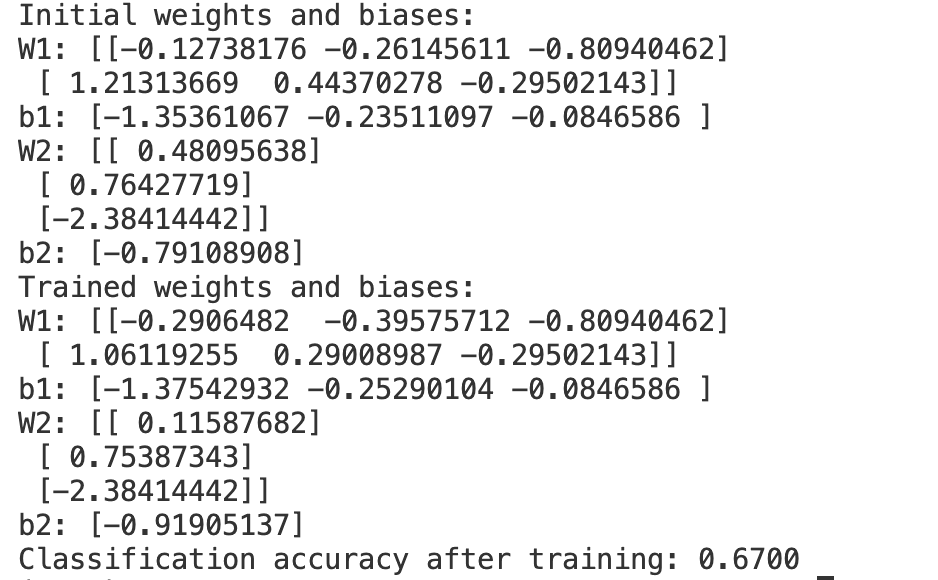 Initial weights and biases:
W1: [[-0.12738176 -0.26145611 -0.80940462]
 [ 1.21313669  0.44370278 -0.29502143]]
b1: [-1.35361067 -0.23511097 -0.0846586 ]
W2: [[ 0.48095638]
 [ 0.76427719]
 [-2.38414442]]
b2: [-0.79108908]
Trained weights and biases:
W1: [[-0.2906482  -0.39575712 -0.80940462]
 [ 1.06119255  0.29008987 -0.29502143]]
b1: [-1.37542932 -0.25290104 -0.0846586 ]
W2: [[ 0.11587682]
 [ 0.75387343]
 [-2.38414442]]
b2: [-0.91905137]
Classification accuracy after training: 0.6700